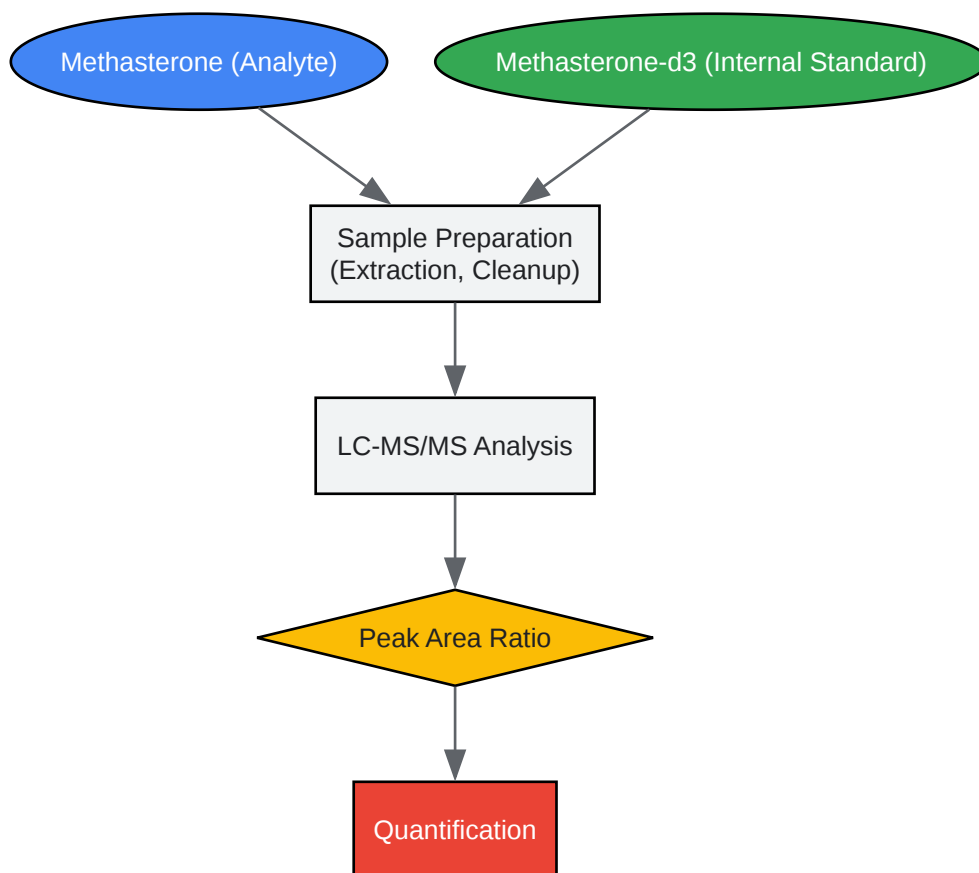 Methasterone (Analyte)
Methasterone-d3 (Internal Standard)
Sample Preparation
(Extraction, Cleanup)
LC-MS/MS Analysis
Peak Area Ratio
Quantification